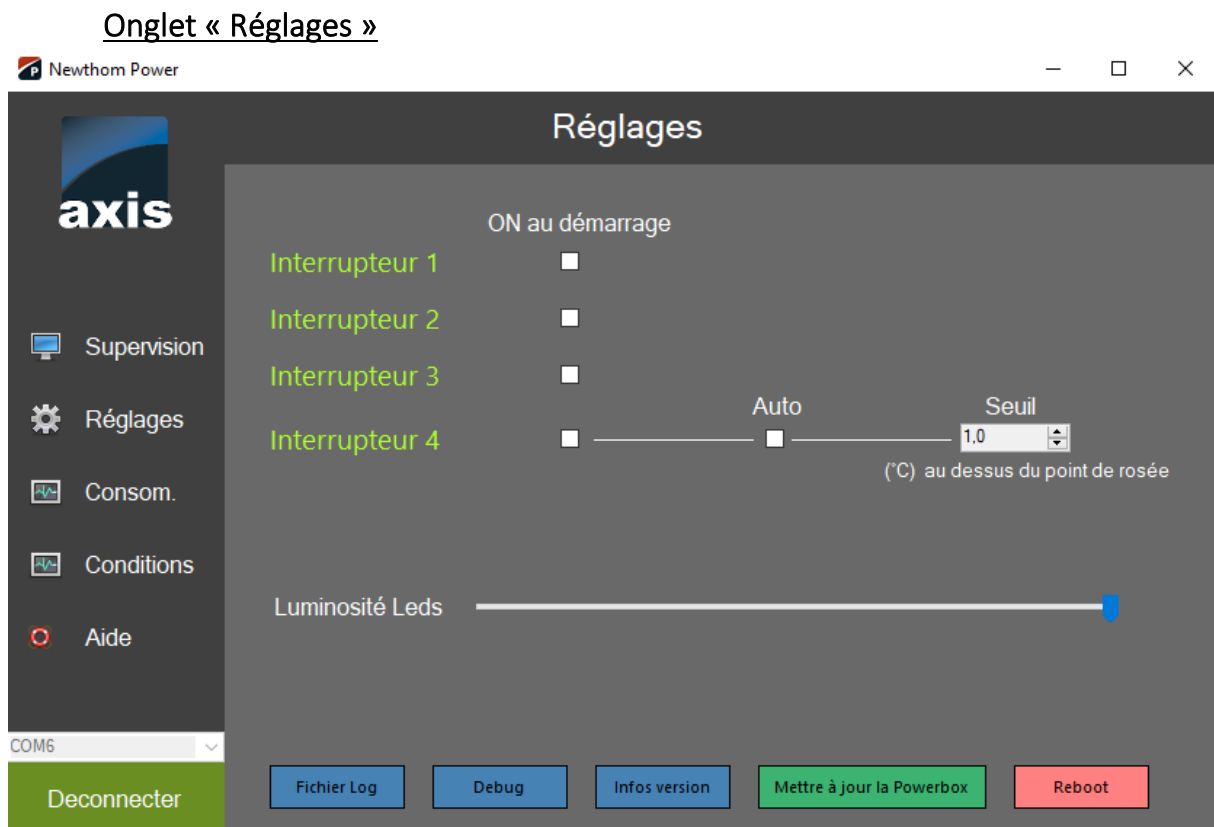 Onglet « Réglages »
P Newthom Power
Réglages
axis
ON au démarrage
Interrupteur 1
Interrupteur 2
Interrupteur 3
Auto Seuil
Interrupteur 4 1,0
(°C) au dessus du point de rosée
Luminosité Leds
Supervision
Réglages
Consom.
Conditions
Aide
COM6
Deconnecter
Fichier Log Debug Infos version Mettre à jour la Powerbox Reboot